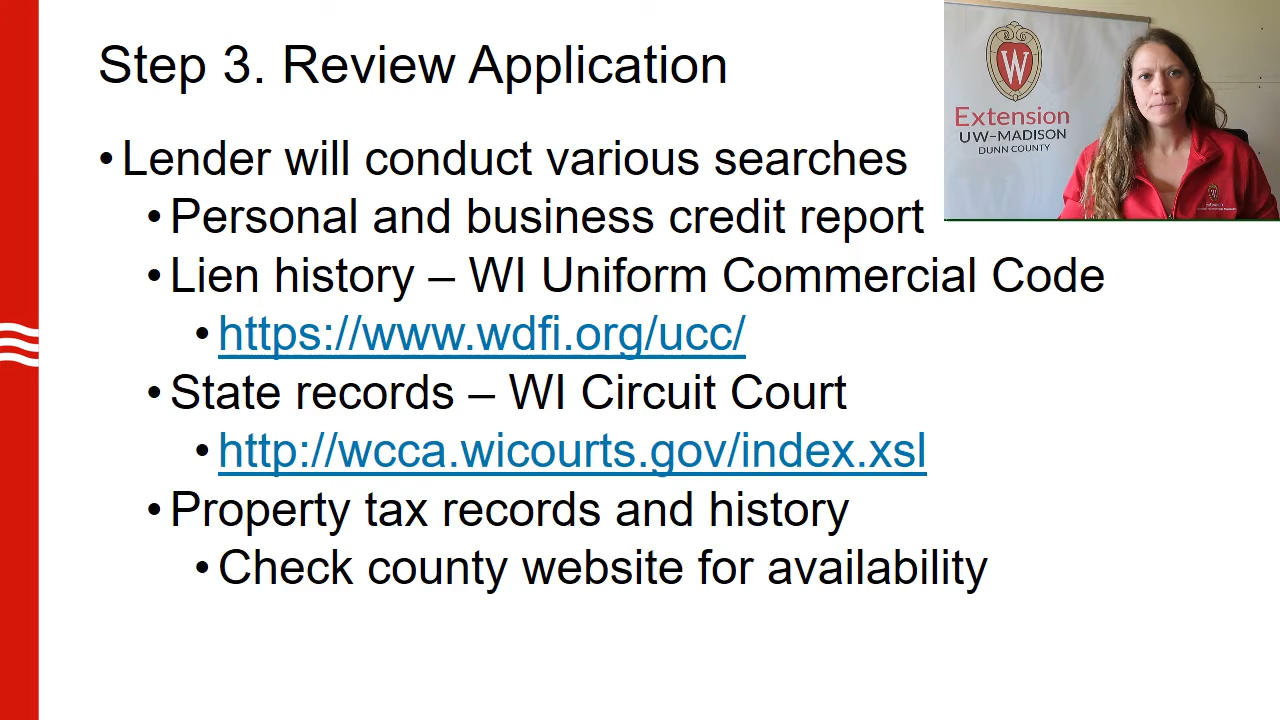 Step 3. Review Application
• Lender will conduct various searches
• Personal and business credit report
• Lien history – WI Uniform Commercial Code
• https://www.wdfi.org/ucc/
• State records – WI Circuit Court
• http://wcca.wicourts.gov/index.xsl
• Property tax records and history
• Check county website for availability
W
Extension
UW-MADISON
DUNN COUNTY